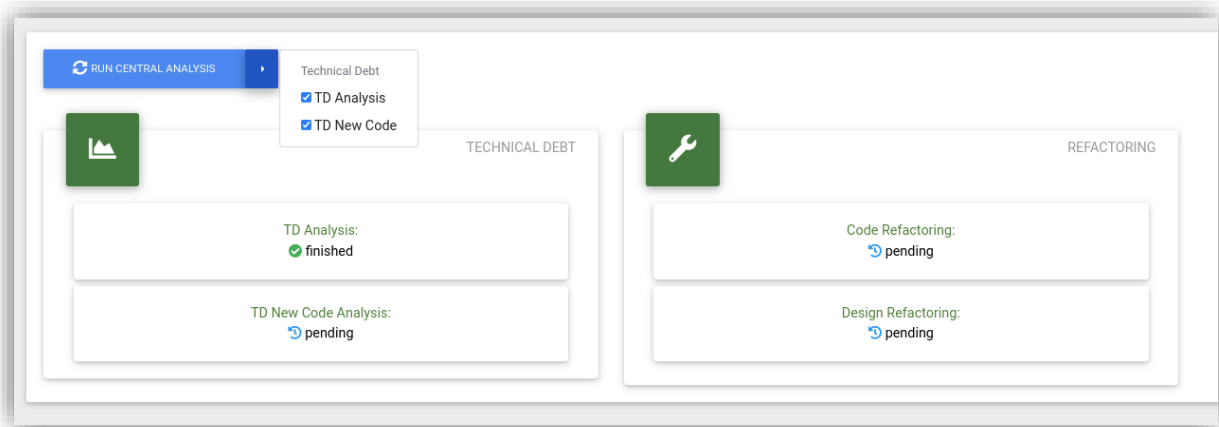 RUN CENTRAL ANALYSIS
Technical Debt
TD Analysis
TD New Code
TECHNICAL DEBT
TD Analysis:
finished
TD New Code Analysis:
pending
REFACTORING
Code Refactoring:
pending
Design Refactoring:
pending